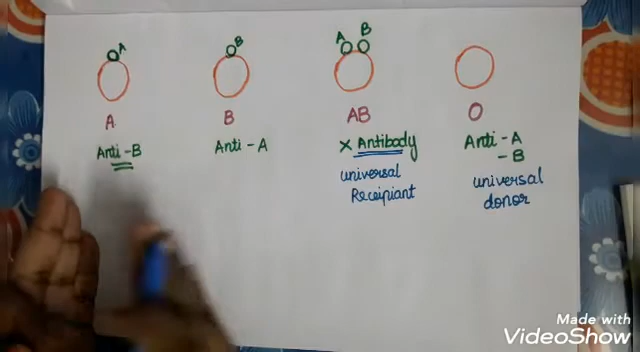 A
B
A B
A
B
AB
O
Anti-B
Anti-A
x Antibody
Anti-A
-B
universal
Receipiant
universal
donor
Made with
VideoShow